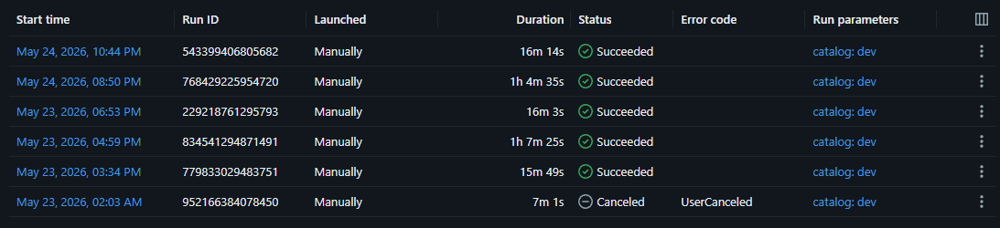 Start time Run ID Launched Duration Status Error code Run parameters
May 24, 2026, 10:44 PM 543399406805682 Manually 16m 14s Succeeded catalog: dev
May 24, 2026, 08:50 PM 768429225954720 Manually 1h 4m 35s Succeeded catalog: dev
May 23, 2026, 06:53 PM 229218761295793 Manually 16m 3s Succeeded catalog: dev
May 23, 2026, 04:59 PM 834541294871491 Manually 1h 7m 25s Succeeded catalog: dev
May 23, 2026, 03:34 PM 779833029483751 Manually 15m 49s Succeeded catalog: dev
May 23, 2026, 02:03 AM 952166384078450 Manually 7m 1s Canceled UserCanceled catalog: dev